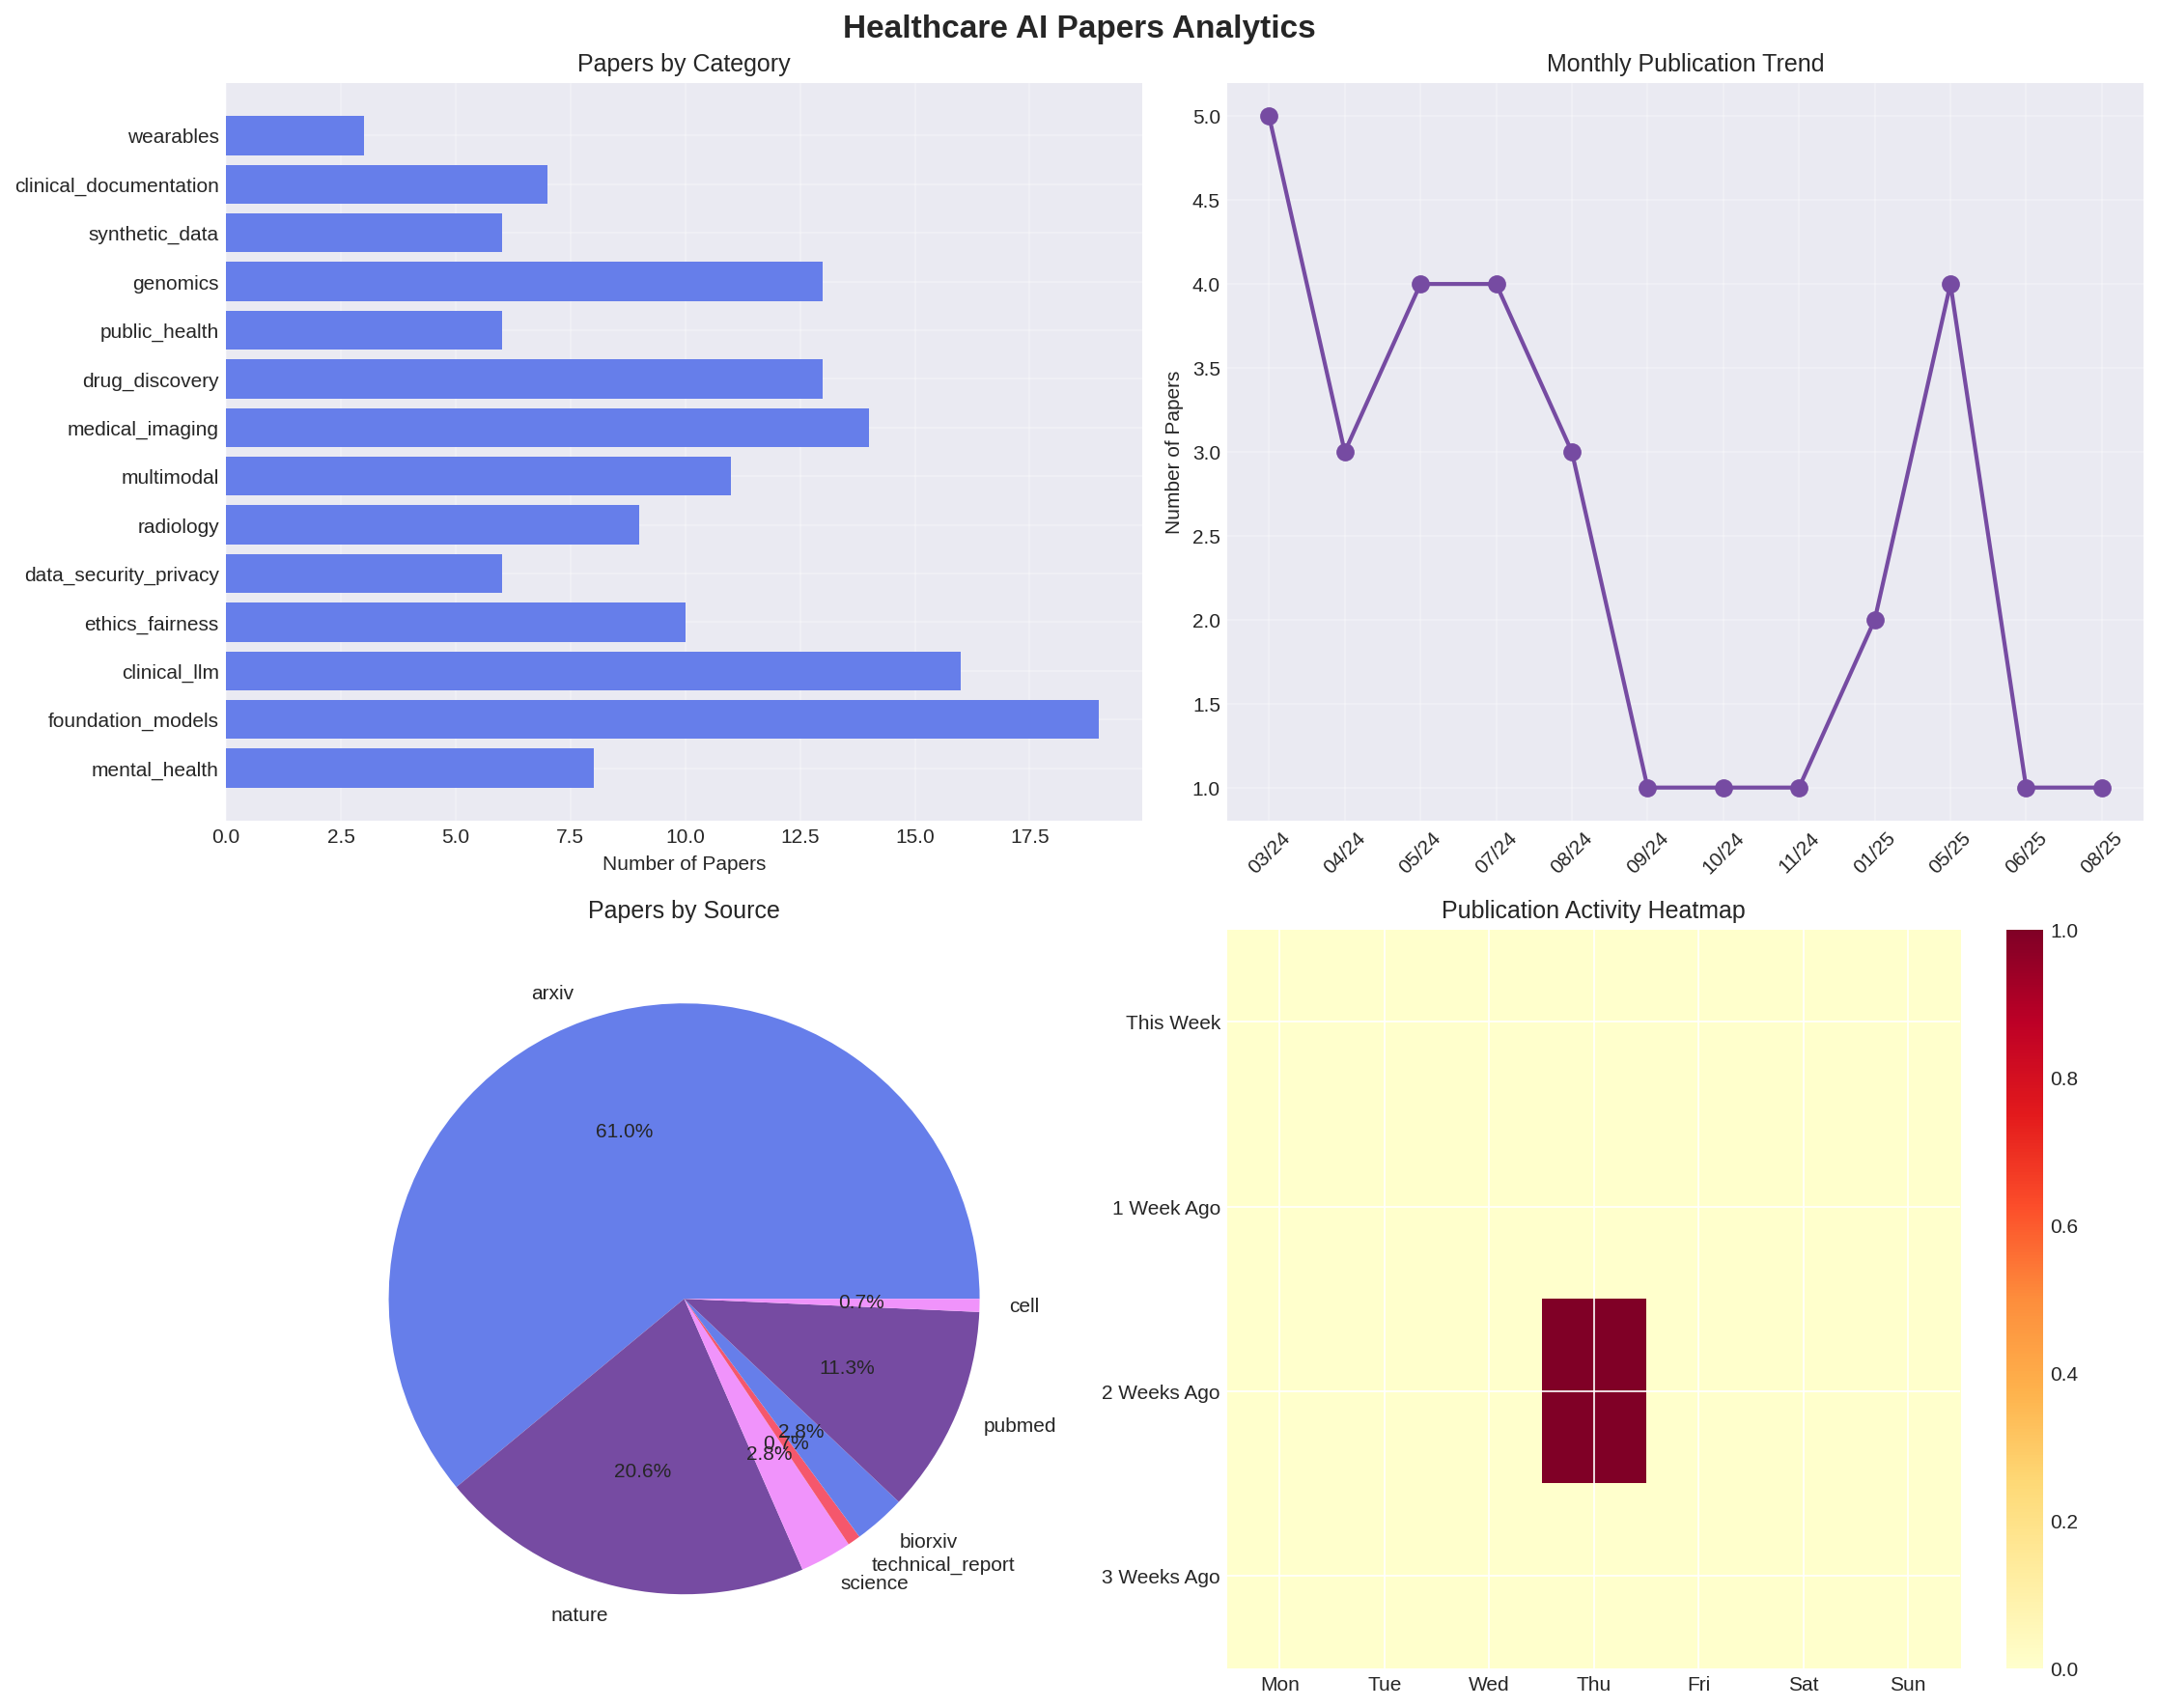 Healthcare AI Papers Analytics
Papers by Category
wearables
clinical_documentation
synthetic_data
genomics
public_health
drug_discovery
medical_imaging
multimodal
radiology
data_security_privacy
ethics_fairness
clinical_llm
foundation_models
mental_health
0.0 2.5 5.0 7.5 10.0 12.5 15.0 17.5
Number of Papers
Monthly Publication Trend
Number of Papers
5.0
4.5
4.0
3.5
3.0
2.5
2.0
1.5
1.0
03/24 04/24 05/24 07/24 08/24 09/24 10/24 11/24 01/25 05/25 06/25 08/25
Papers by Source
arxiv
61.0%
cell
0.7%
11.3%
pubmed
2.8%
0.7%
2.8%
20.6%
biorxiv
technical_report
science
nature
Publication Activity Heatmap
This Week
1 Week Ago
2 Weeks Ago
3 Weeks Ago
Mon Tue Wed Thu Fri Sat Sun
1.0
0.8
0.6
0.4
0.2
0.0